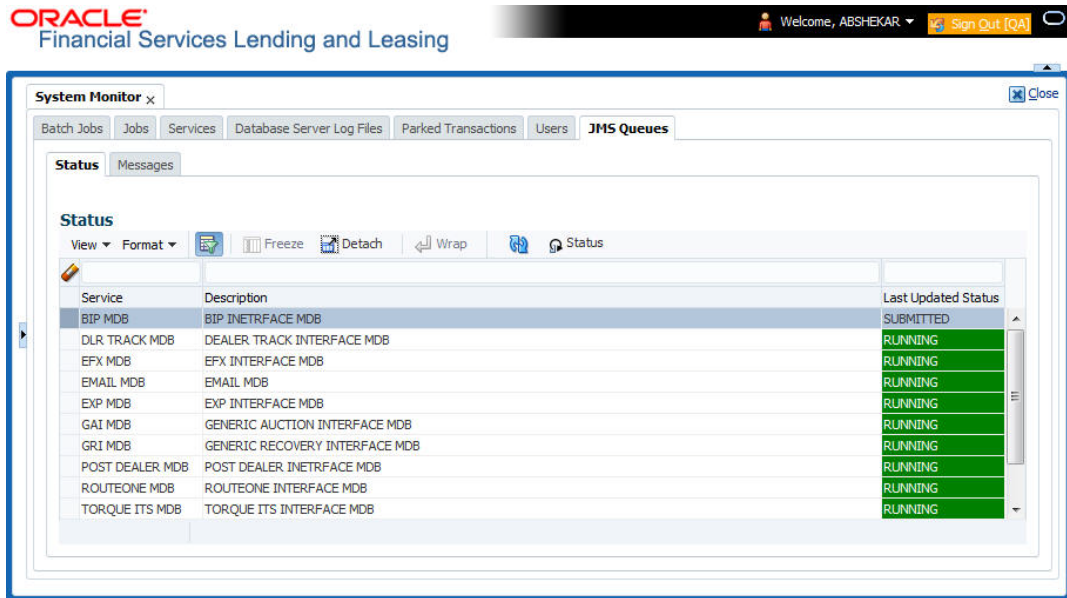 ORACLE®
Financial Services Lending and Leasing
Welcome, ABSHEKAR
Sign Out [QA]
System Monitor x
Close
Batch Jobs Jobs Services Database Server Log Files Parked Transactions Users JMS Queues
Status Messages
Status
View Format Freeze Detach Wrap Status
Service Description Last Updated Status
BIP MDB BIP INETRFACE MDB SUBMITTED
DLR TRACK MDB DEALER TRACK INTERFACE MDB RUNNING
EFX MDB EFX INTERFACE MDB RUNNING
EMAIL MDB EMAIL MDB RUNNING
EXP MDB EXP INTERFACE MDB RUNNING
GAI MDB GENERIC AUCTION INTERFACE MDB RUNNING
GRI MDB GENERIC RECOVERY INTERFACE MDB RUNNING
POST DEALER MDB POST DEALER INETRFACE MDB RUNNING
ROUTEONE MDB ROUTEONE INTERFACE MDB RUNNING
TORQUE ITS MDB TORQUE ITS INTERFACE MDB RUNNING